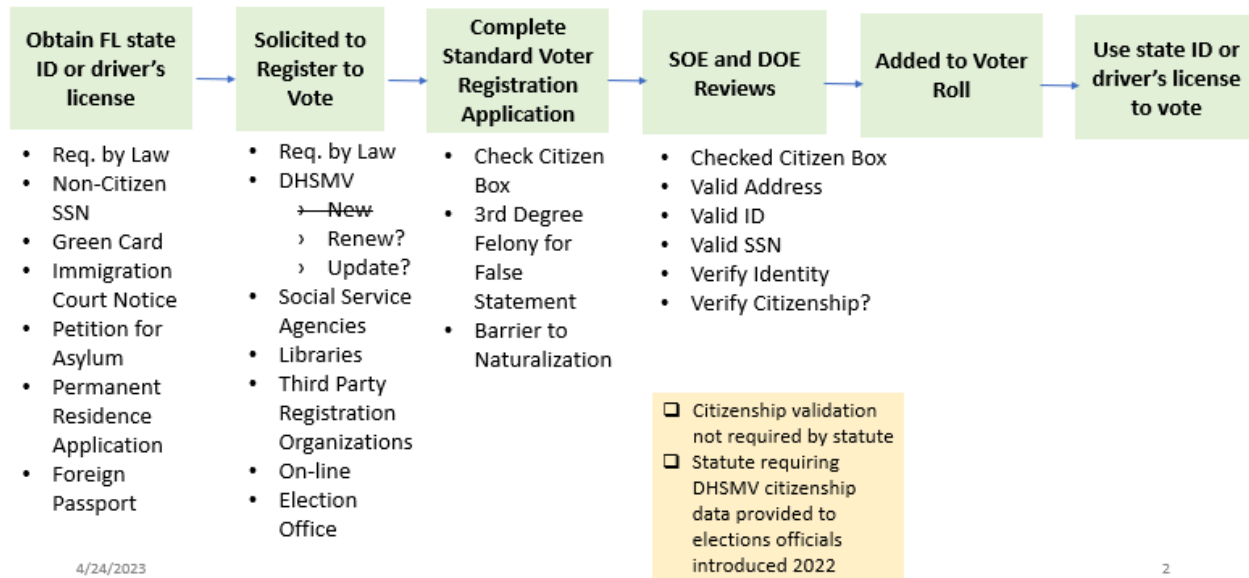 Obtain FL state
ID or driver's
license
Solicited to
Register to
Vote
Complete
Standard Voter
Registration
Application
SOE and DOE
Reviews
Added to Voter
Roll
Use state ID or
driver's license
to vote
• Req. by Law
• Non-Citizen
SSN
• Green Card
• Immigration
Court Notice
• Petition for
Asylum
• Permanent
Residence
Application
• Foreign
Passport
• Req. by Law
• DHSMV
› New
› Renew?
› Update?
• Social Service
Agencies
• Libraries
• Third Party
Registration
Organizations
• On-line
• Election
Office
• Check Citizen
Box
• 3rd Degree
Felony for
False
Statement
• Barrier to
Naturalization
• Checked Citizen Box
• Valid Address
• Valid ID
• Valid SSN
• Verify Identity
• Verify Citizenship?
❑ Citizenship validation
not required by statute
❑ Statute requiring
DHSMV citizenship
data provided to
elections officials
introduced 2022
4/24/2023
2